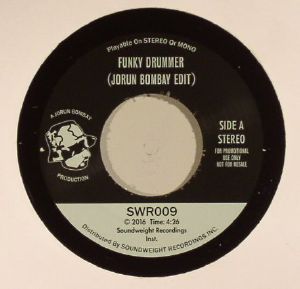 Playable On STEREO Or MONO
FUNKY DRUMMER
(JORUN BOMBAY EDIT)
A JORUN BOMBAY
PRODUCTION
SIDE A
STEREO
FOR PROMOTIONAL
USE ONLY
NOT FOR RESALE
SWR009
© 2016 Time: 4:26
Soundweight Recordings
Inst.
Distributed By SOUNDWEIGHT RECORDINGS INC.